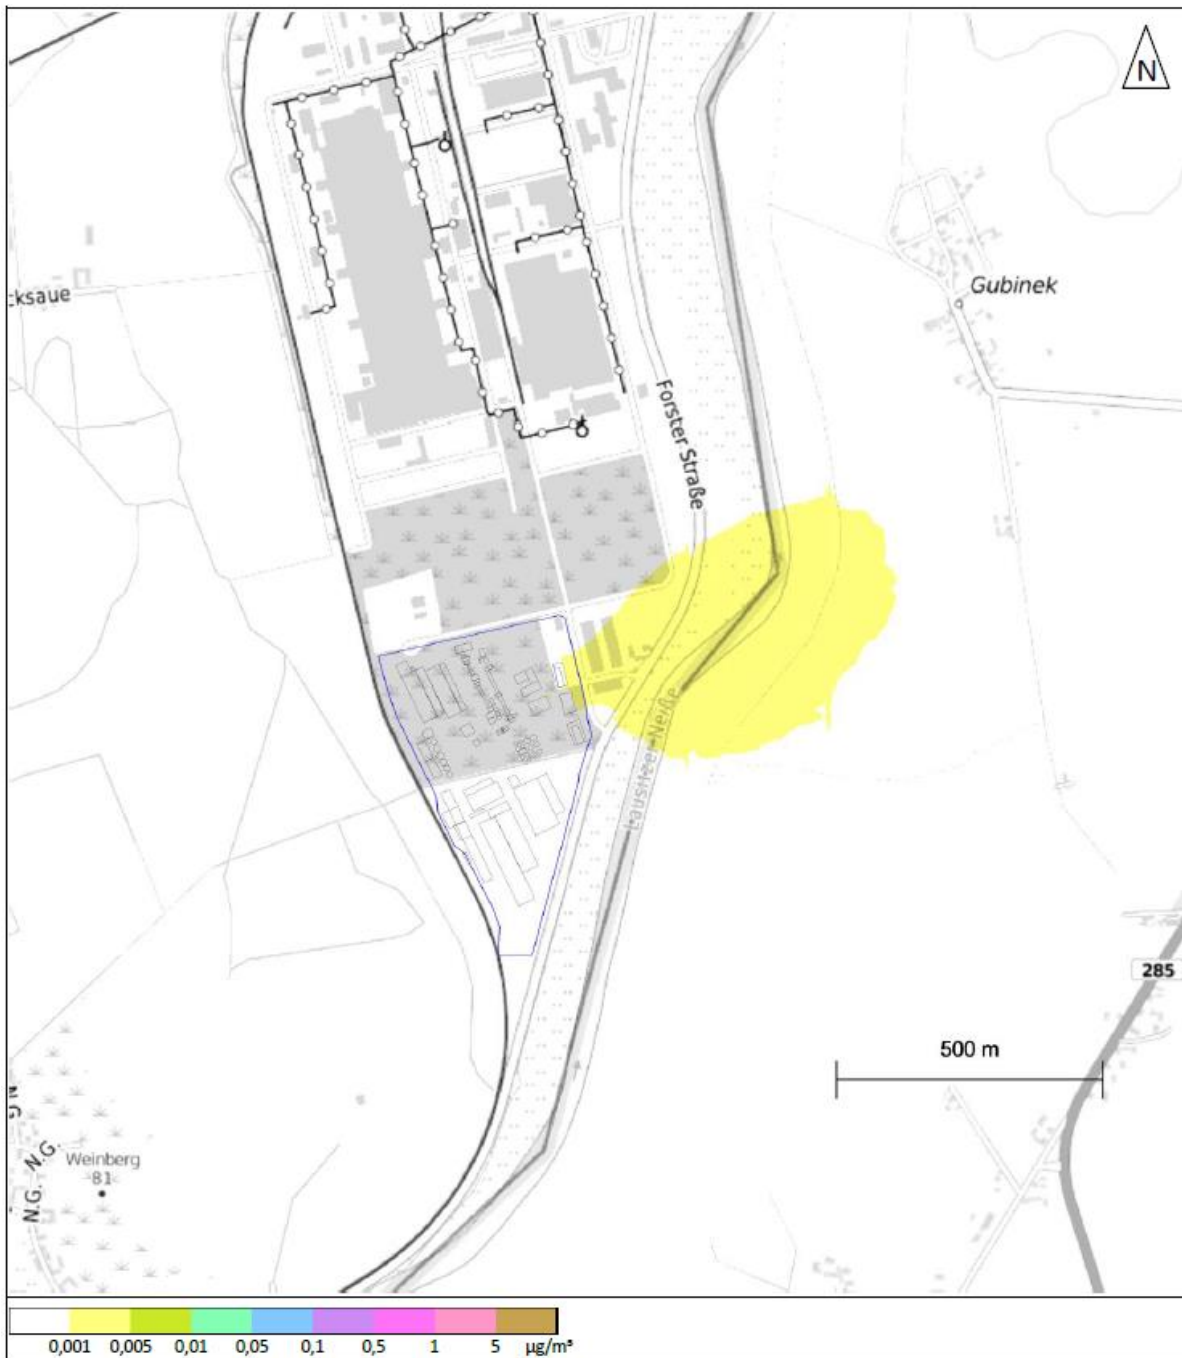 N
cksaue
Gubinek
Forster Straße
Lausitzer Neiße
285
500 m
N.G.
N.G.
N.G.
Weinberg
81
0,001 0,005 0,01 0,05 0,1 0,5 1 5 µg/m³